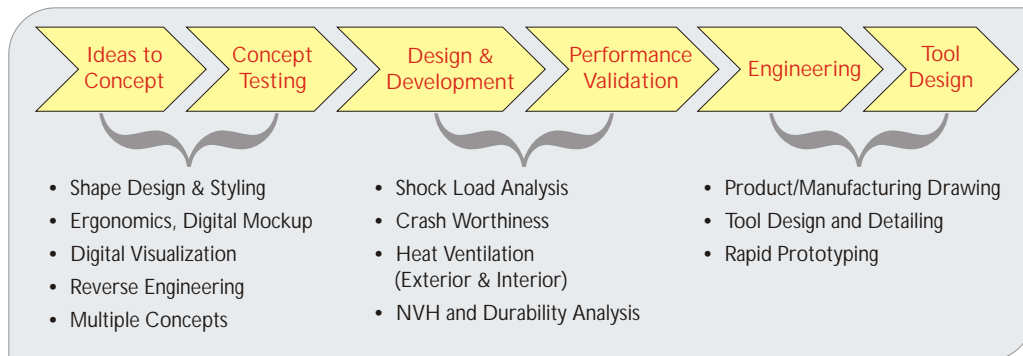 Ideas to
Concept
Concept
Testing
Design &
Development
Performance
Validation
Engineering
Tool
Design
• Shape Design & Styling
• Ergonomics, Digital Mockup
• Digital Visualization
• Reverse Engineering
• Multiple Concepts
• Shock Load Analysis
• Crash Worthiness
• Heat Ventilation
(Exterior & Interior)
• NVH and Durability Analysis
• Product/Manufacturing Drawing
• Tool Design and Detailing
• Rapid Prototyping